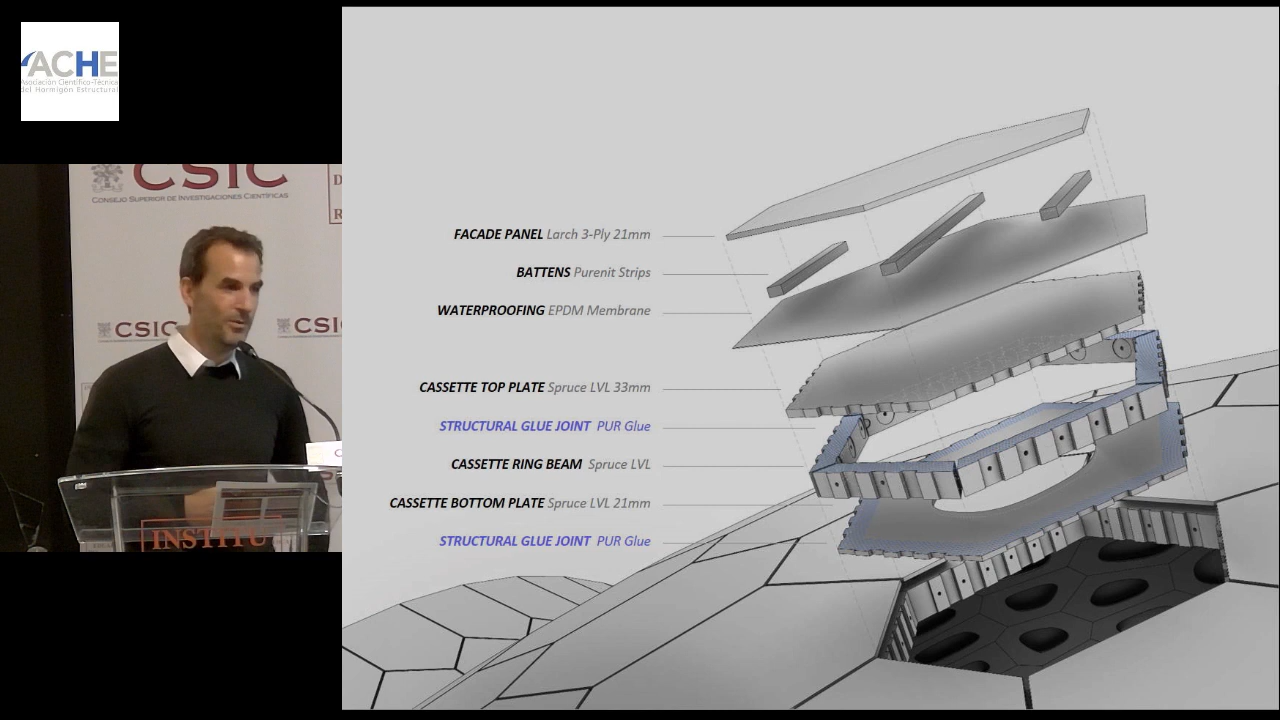 ACHE
Asociación Científico-Técnica
del Hormigón Estructural
CSIC
CONSEJO SUPERIOR DE INVESTIGACIONES CIENTÍFICAS
D
R
CSIC
CSIC
INSTITU
FACADE PANEL Larch 3-Ply 21mm
BATTENS Purenit Strips
WATERPROOFING EPDM Membrane
CASSETTE TOP PLATE Spruce LVL 33mm
STRUCTURAL GLUE JOINT PUR Glue
CASSETTE RING BEAM Spruce LVL
CASSETTE BOTTOM PLATE Spruce LVL 21mm
STRUCTURAL GLUE JOINT PUR Glue